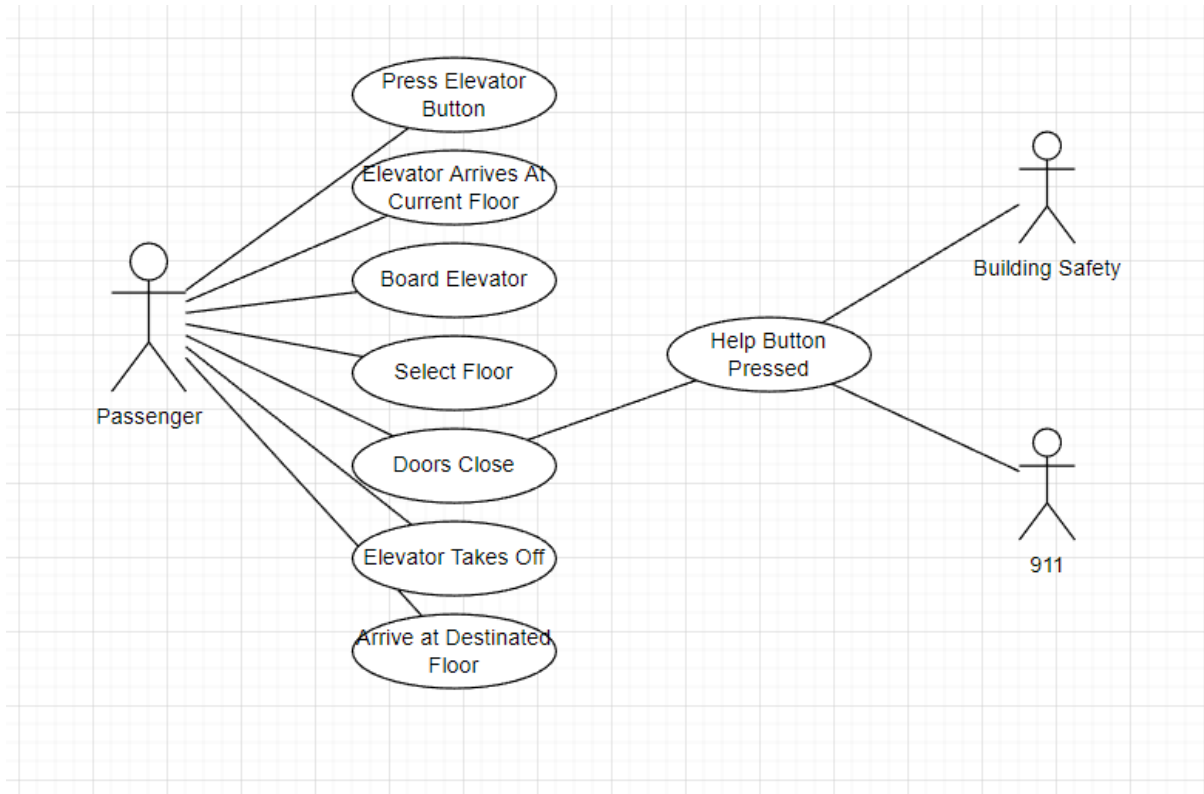 Press Elevator
Button
Elevator Arrives At
Current Floor
Board Elevator
Select Floor
Doors Close
Elevator Takes Off
Arrive at Destinated
Floor
Passenger
Help Button
Pressed
Building Safety
911